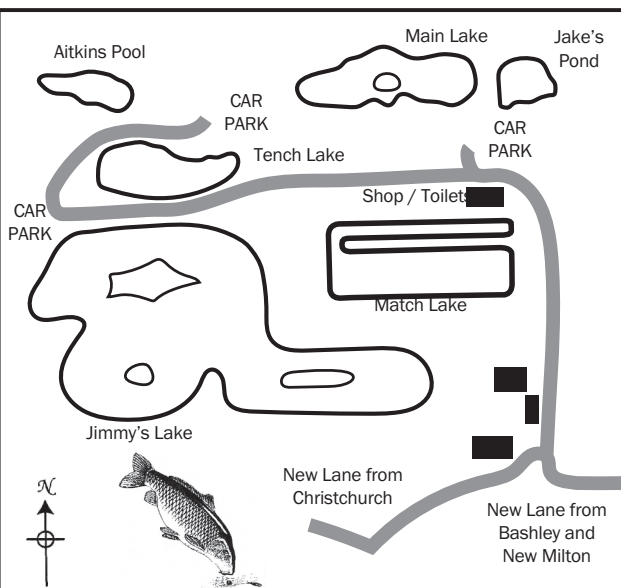 Aitkins Pool
Main Lake
Jake's
Pond
CAR
PARK
CAR
PARK
Tench Lake
Shop / Toilets
CAR
PARK
Match Lake
Jimmy's Lake
N
New Lane from
Christchurch
New Lane from
Bashley and
New Milton